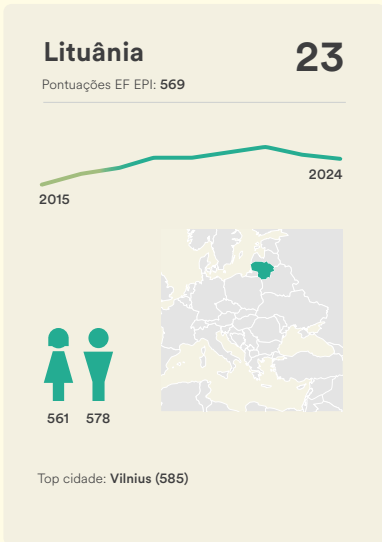 Lituânia
23
Pontuações EF EPI: 569
2024
2015
561 578
Top cidade: Vilnius (585)